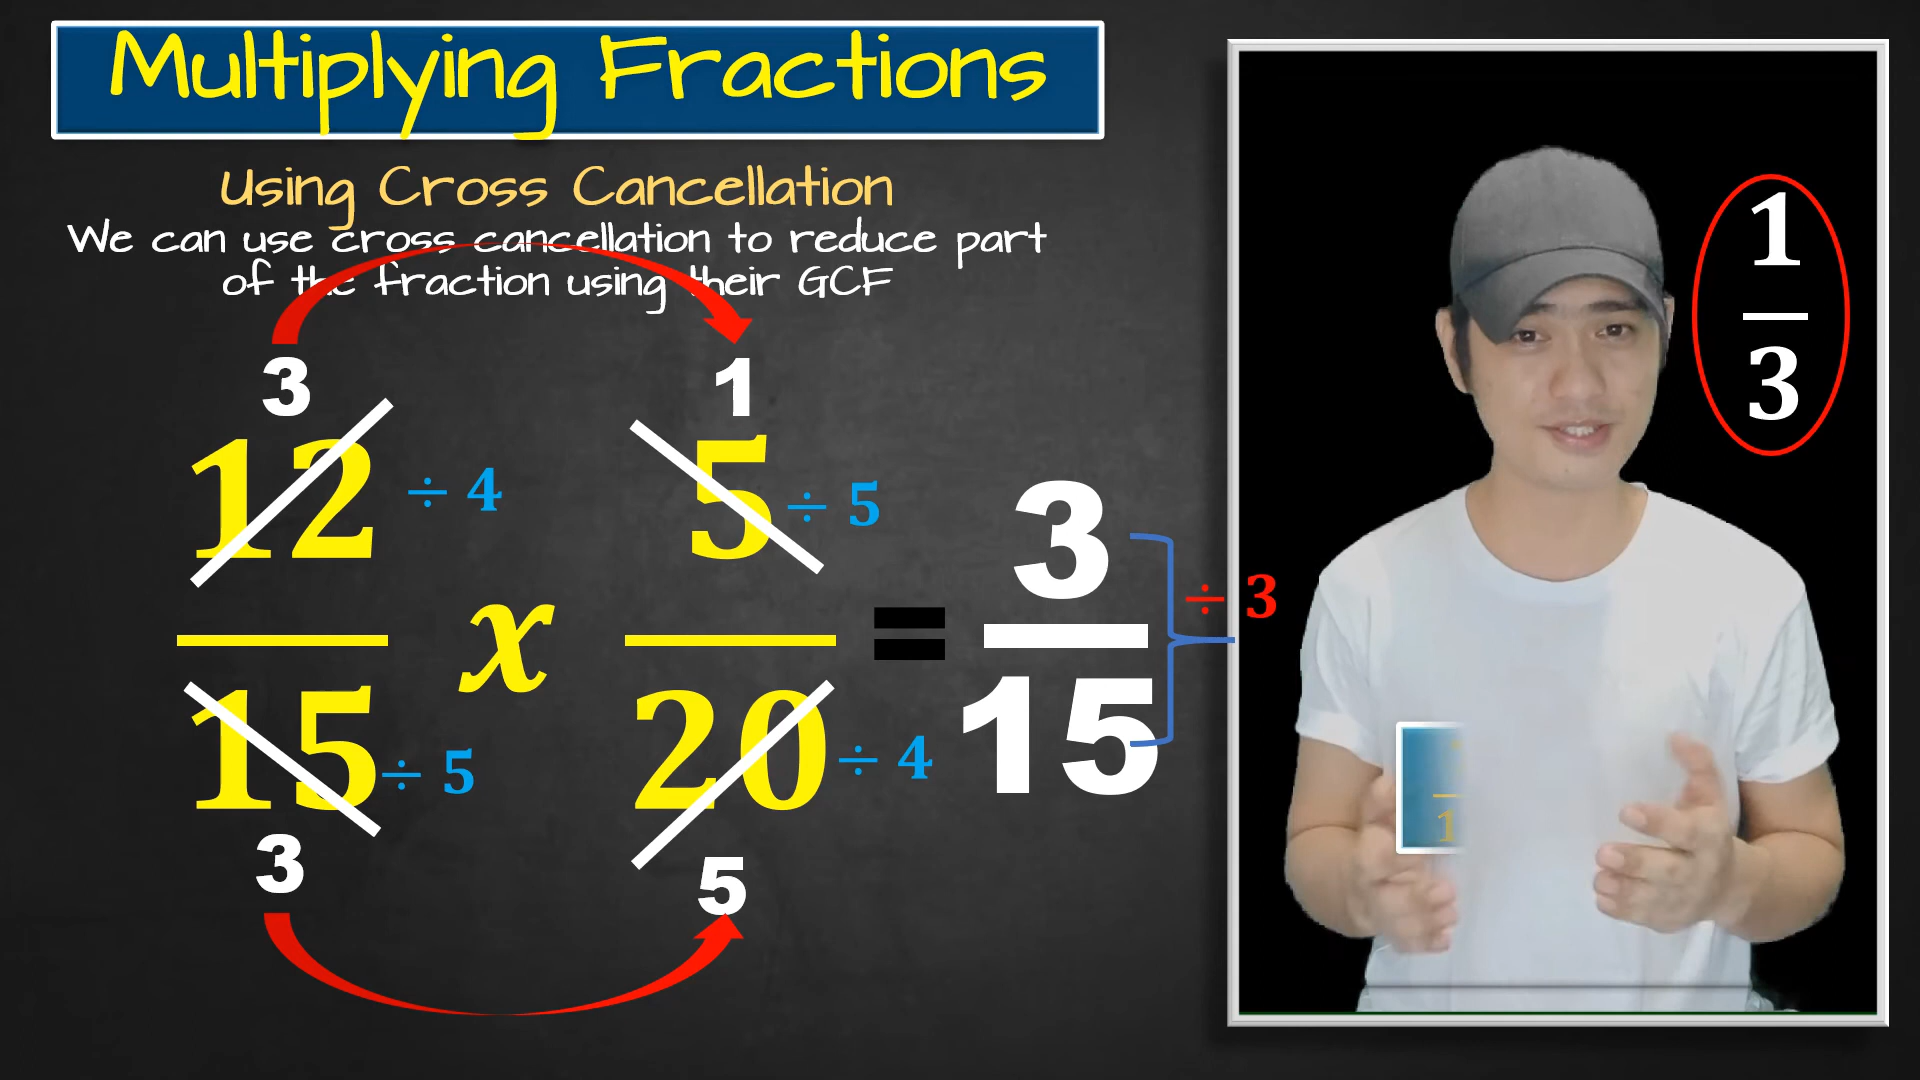 Multiplying Fractions
Using Cross Cancellation
We can use cross cancellation to reduce part
of the fraction using their GCF
3 1
12 ÷ 4 5 ÷ 5
x = 3 ÷ 3
15
15 ÷ 5 20 ÷ 4
3 5
1
3
1